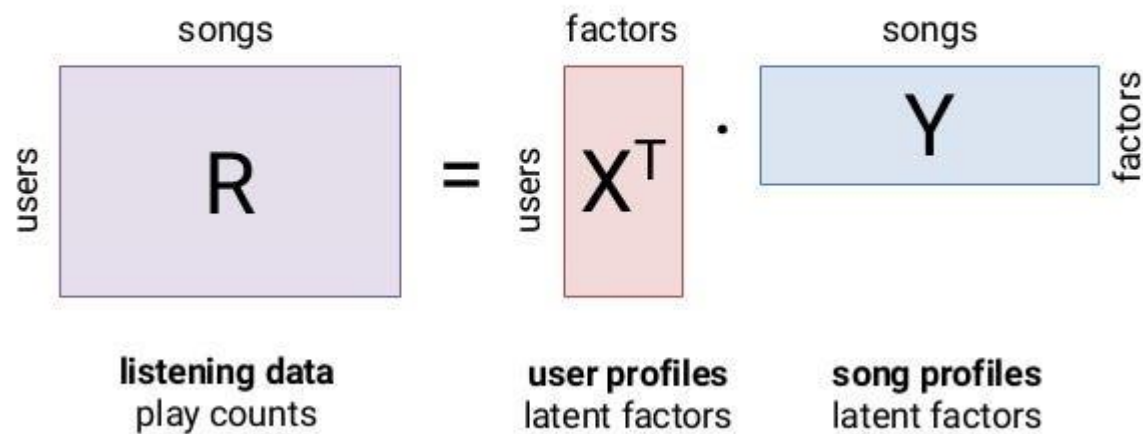 songs
factors
songs
users
R
=
users
X^T
.
Y
factors
listening data
play counts
user profiles
latent factors
song profiles
latent factors